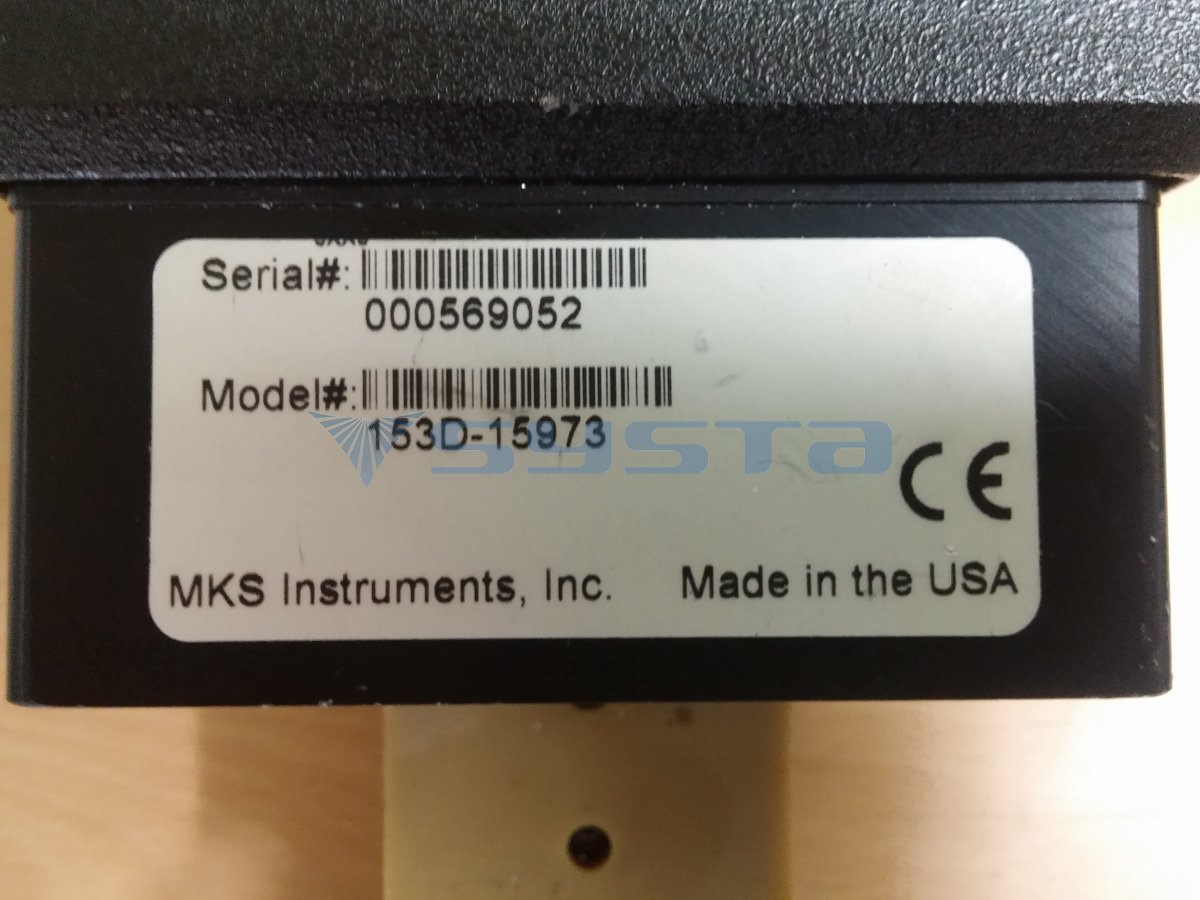 Serial#:
000569052
Model#:
153D-15973
SYSTA
CE
MKS Instruments, Inc. Made in the USA